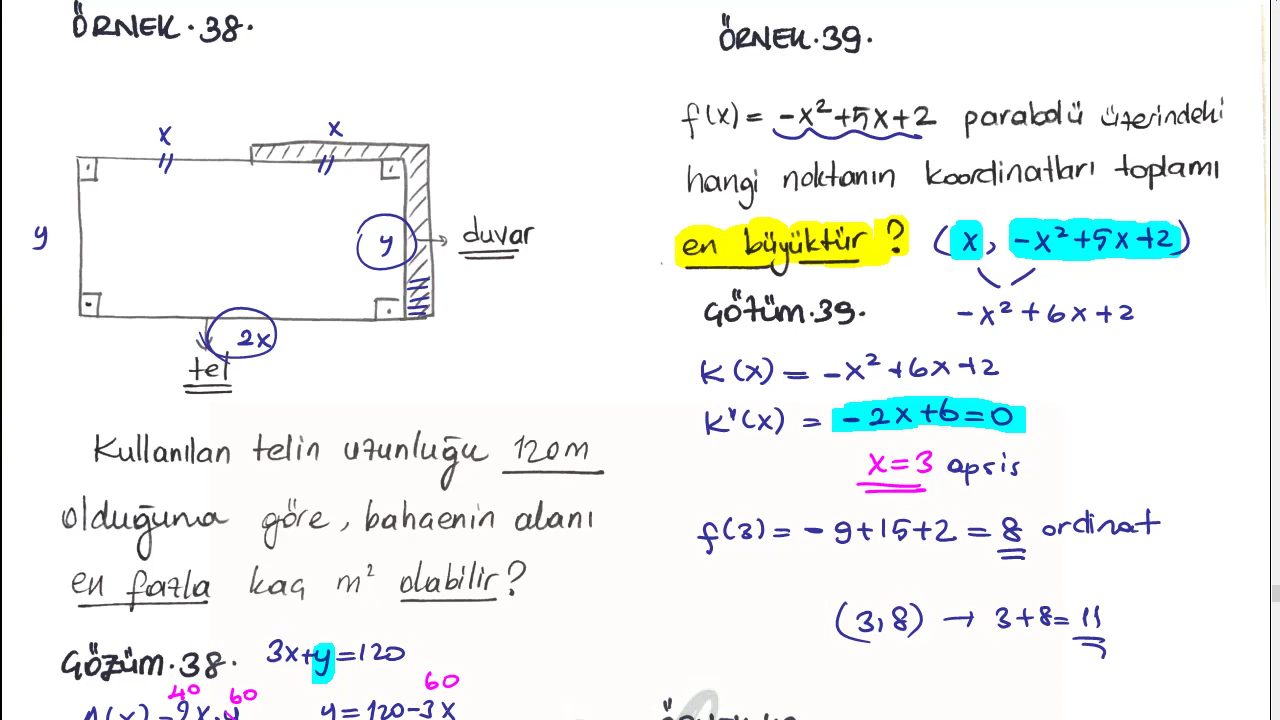 ÖRNEK.38.
x
x
y
y
duvar
2x
tel
Kullanılan telin uzunluğu 120m
olduğuna göre, bahçenin alanı
en fazla kaç m² olabilir?
ÇÖZÜM.38. 3x+y=120
40 60 60
A(x)=2x.y y=120-3x
ÖRNEK.39.
f(x)= -x²+5x+2 parabolü üzerindeki
hangi noktanın koordinatları toplamı
en büyüktür? (x, -x²+5x+2)
ÇÖZÜM.39. -x²+6x+2
K(x) = -x²+6x+2
K'(x) = -2x+6=0
x=3 apsis
f(3)= -9+15+2 = 8 ordinat
(3,8) → 3+8=11